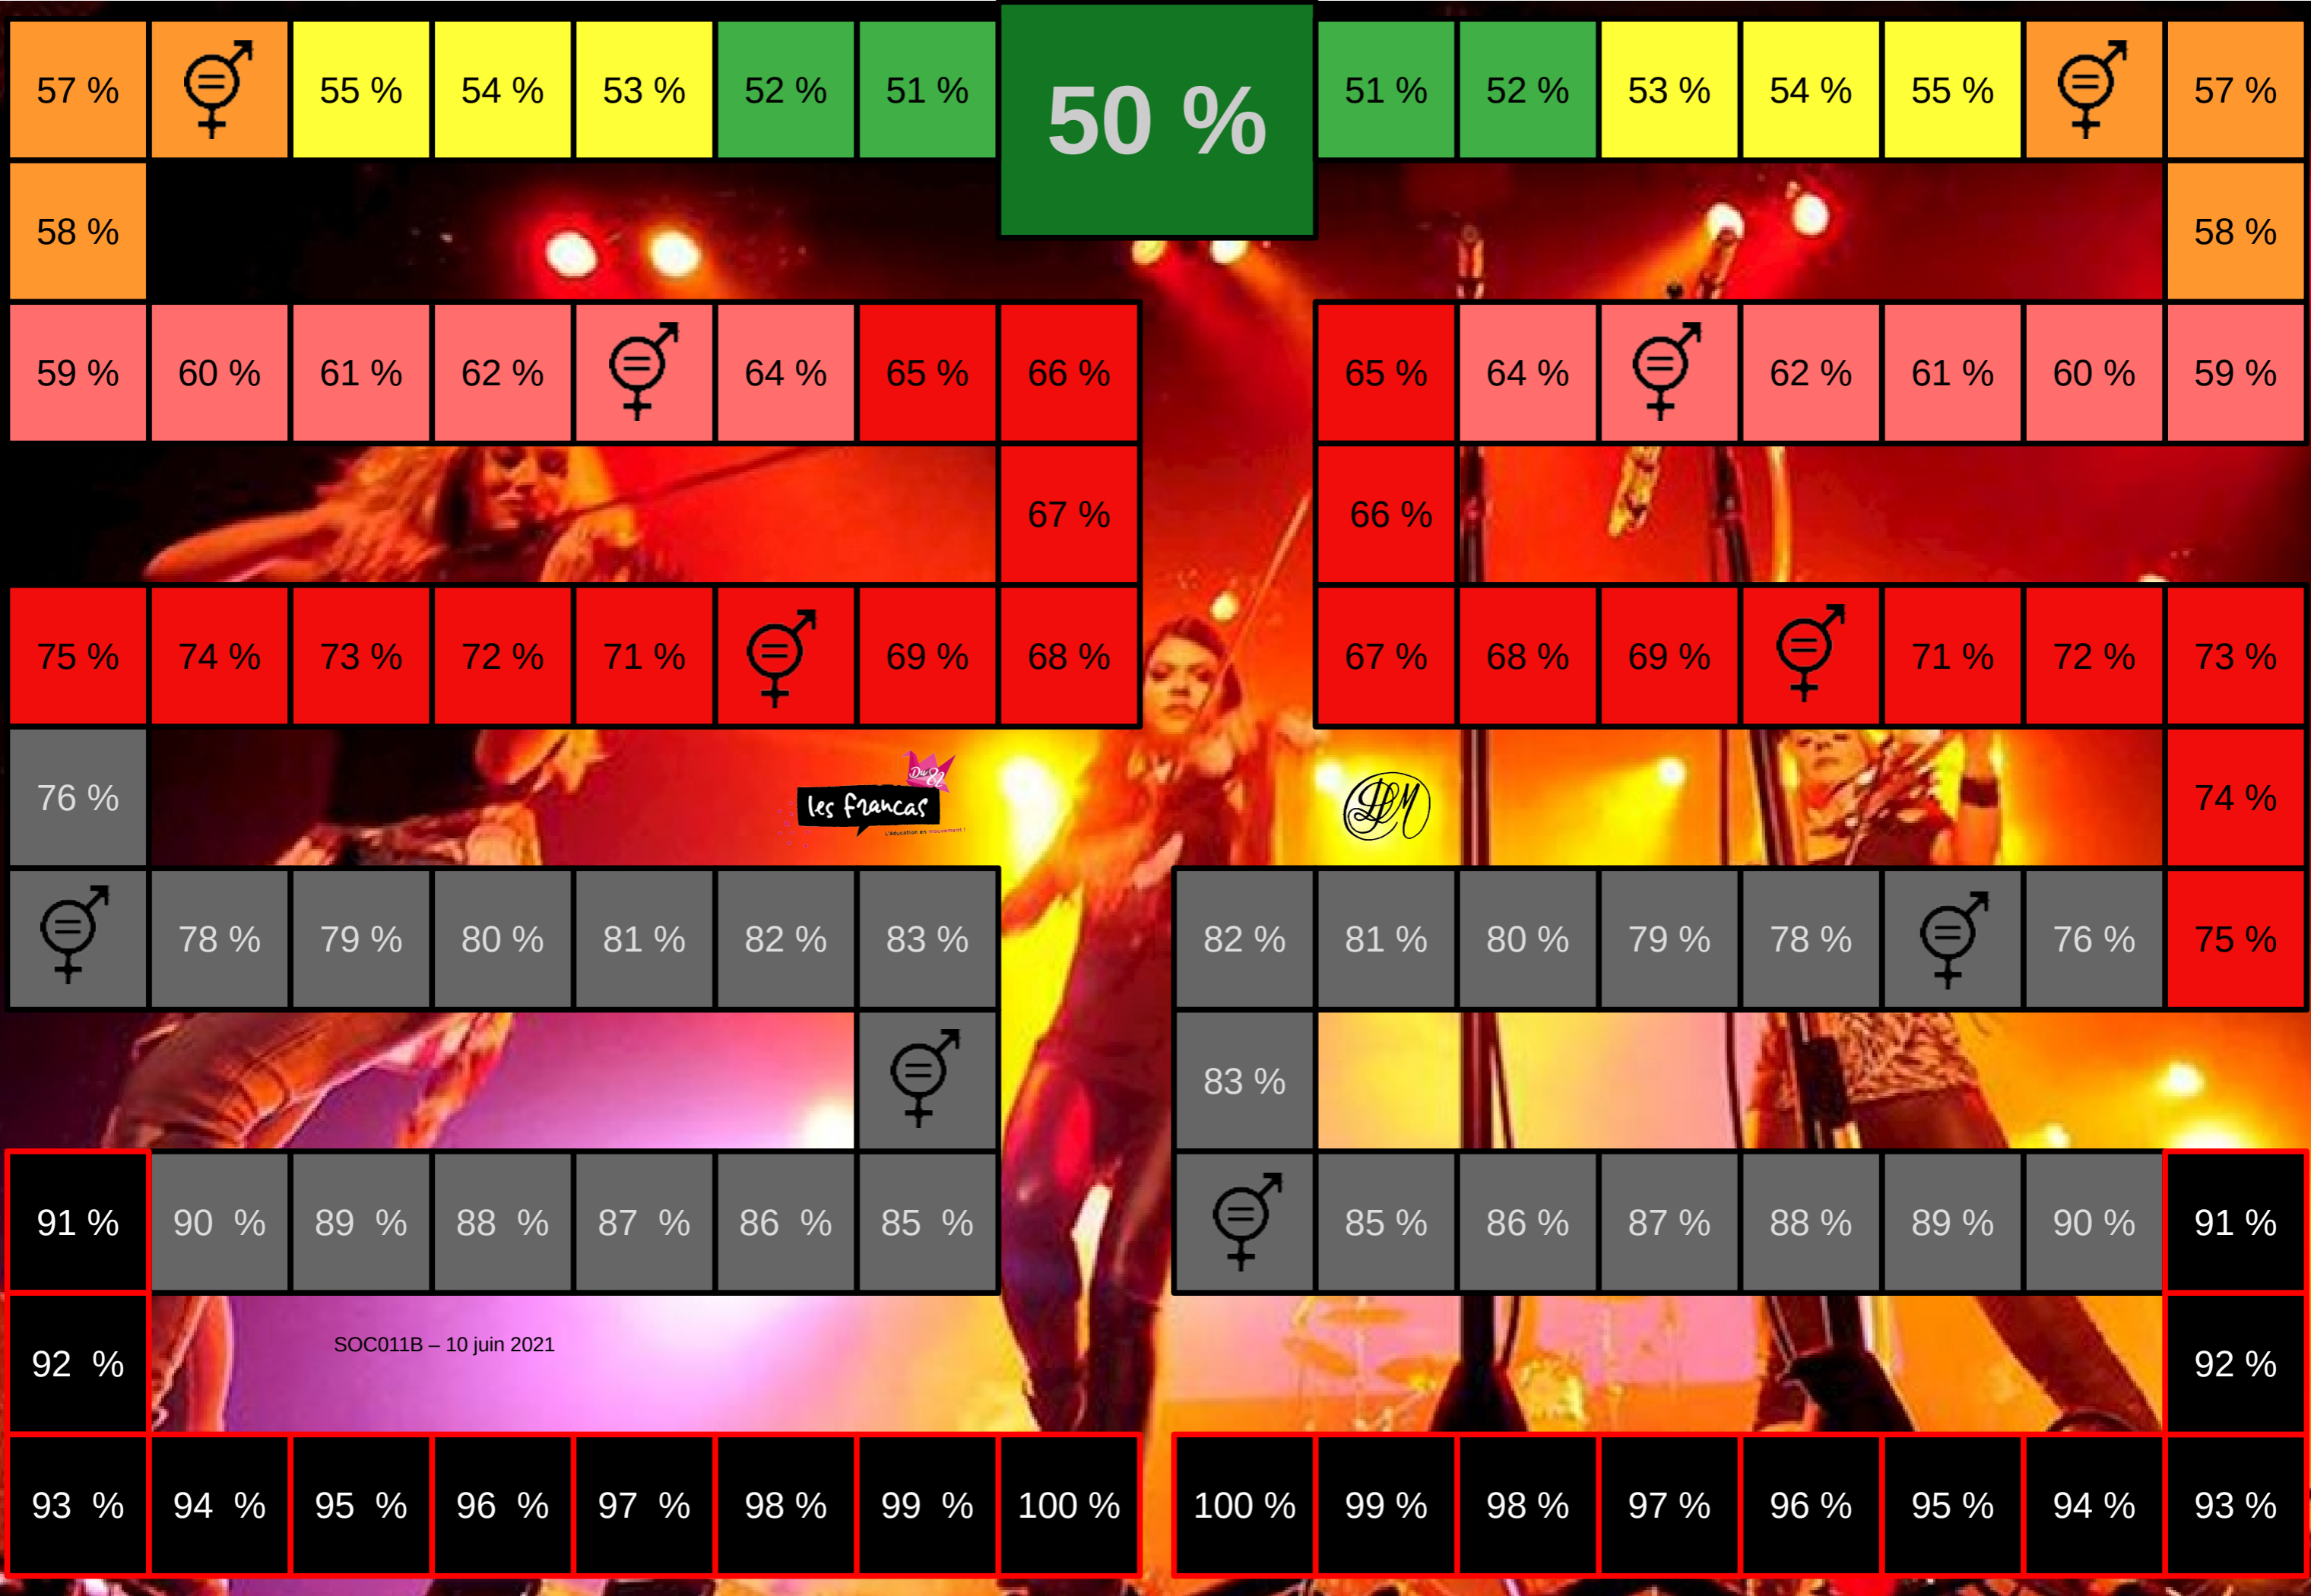 57 % 55 % 54 % 53 % 52 % 51 % 50 % 51 % 52 % 53 % 54 % 55 % 57 %
58 % 58 %
59 % 60 % 61 % 62 % 64 % 65 % 66 % 65 % 64 % 62 % 61 % 60 % 59 %
67 % 66 %
75 % 74 % 73 % 72 % 71 % 69 % 68 % 67 % 68 % 69 % 71 % 72 % 73 %
76 % 74 %
Du 82
les francas
L'éducation en mouvement !
78 % 79 % 80 % 81 % 82 % 83 % 82 % 81 % 80 % 79 % 78 % 76 % 75 %
83 %
91 % 90 % 89 % 88 % 87 % 86 % 85 % 85 % 86 % 87 % 88 % 89 % 90 % 91 %
SOC011B – 10 juin 2021
92 % 92 %
93 % 94 % 95 % 96 % 97 % 98 % 99 % 100 % 100 % 99 % 98 % 97 % 96 % 95 % 94 % 93 %